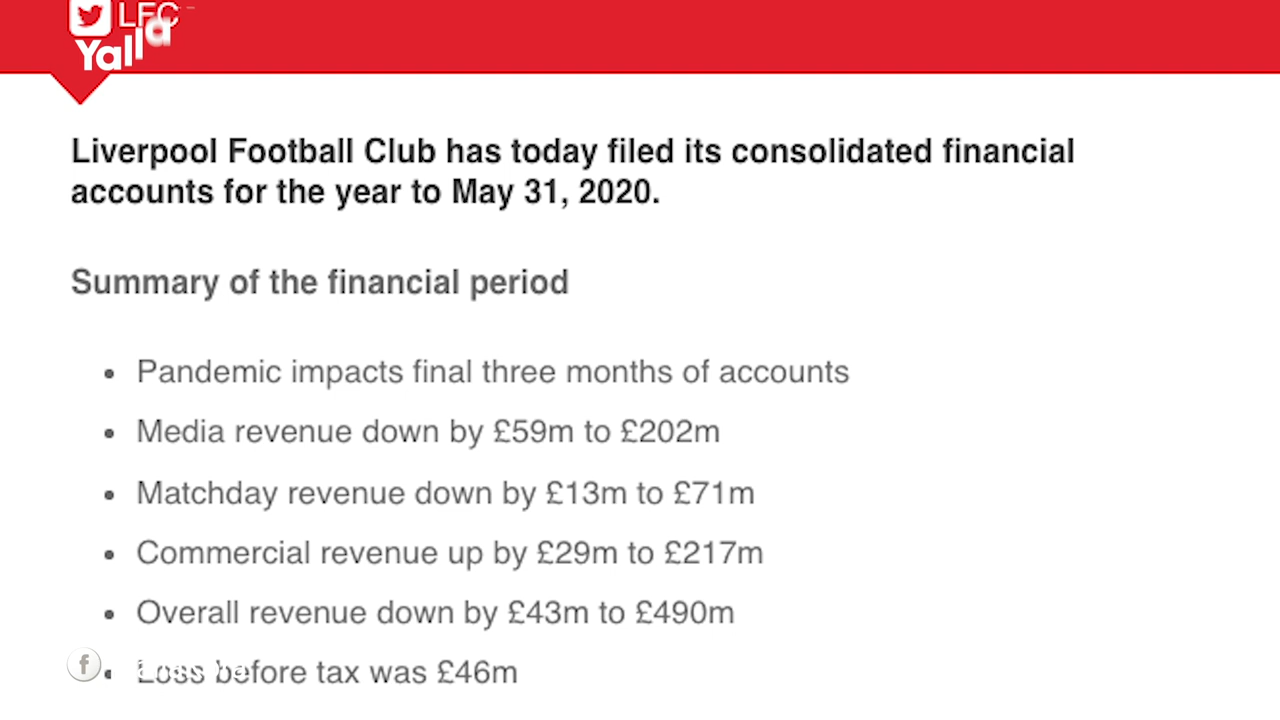 LFC
Yalla
Liverpool Football Club has today filed its consolidated financial
accounts for the year to May 31, 2020.
Summary of the financial period
• Pandemic impacts final three months of accounts
• Media revenue down by £59m to £202m
• Matchday revenue down by £13m to £71m
• Commercial revenue up by £29m to £217m
• Overall revenue down by £43m to £490m
• Loss before tax was £46m